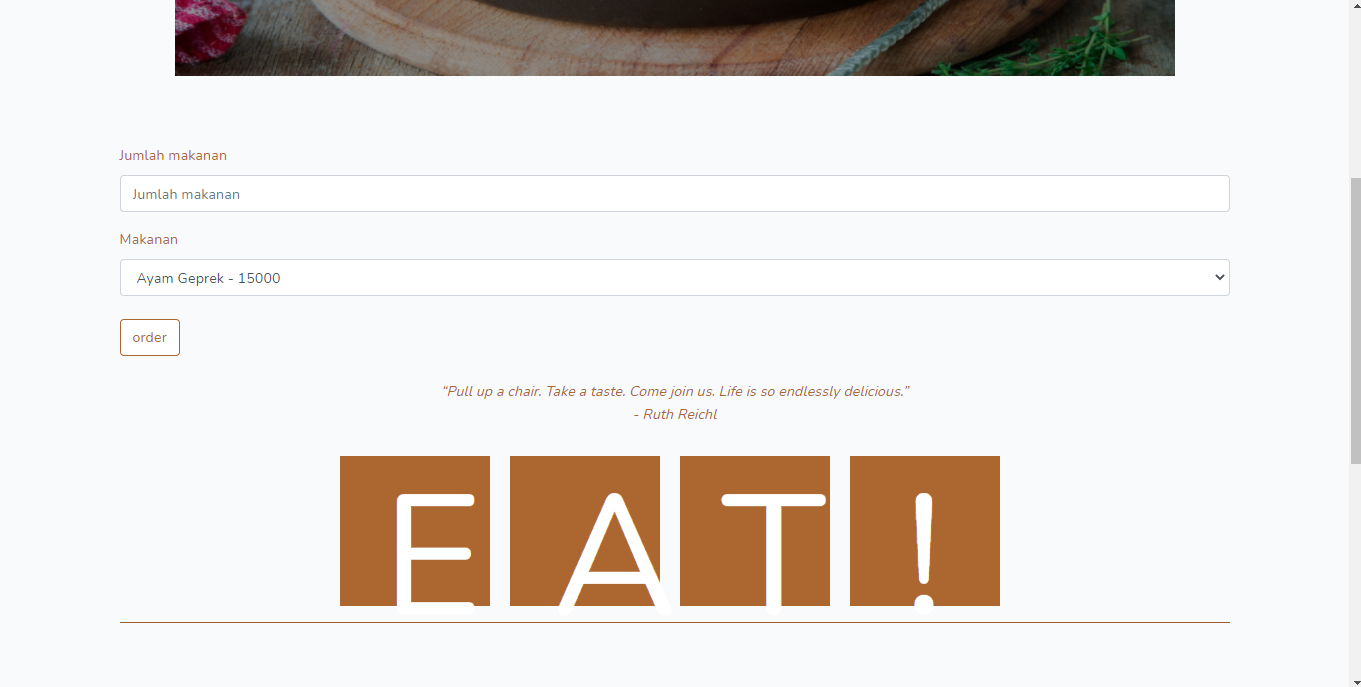 Jumlah makanan
Jumlah makanan
Makanan
Ayam Geprek - 15000
order
“Pull up a chair. Take a taste. Come join us. Life is so endlessly delicious.”
- Ruth Reichl
E A T !